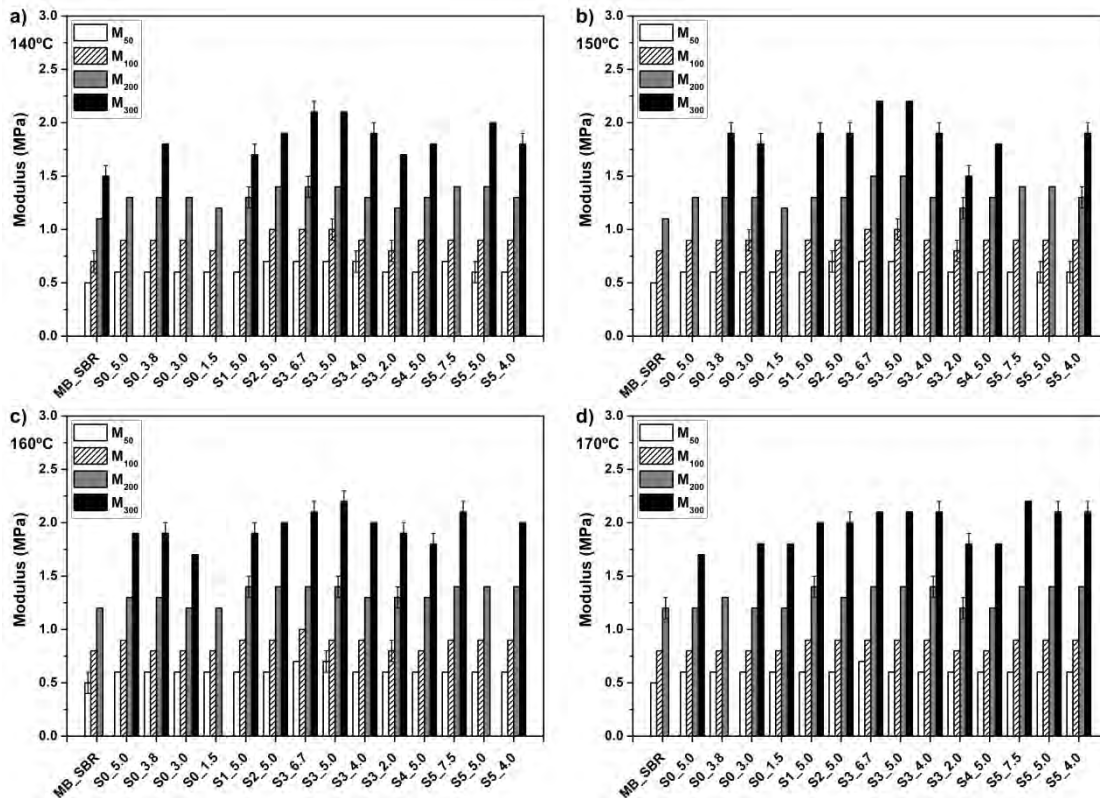 a)
140ºC
M50
M100
M200
M300
Modulus (MPa)
3.0
2.5
2.0
1.5
1.0
0.5
0.0
MB_SBR
S0_5.0
S0_3.8
S0_3.0
S0_1.5
S1_5.0
S2_5.0
S3_6.7
S3_5.0
S3_4.0
S3_2.0
S4_5.0
S5_7.5
S5_5.0
S5_4.0
b)
150ºC
M50
M100
M200
M300
Modulus (MPa)
3.0
2.5
2.0
1.5
1.0
0.5
0.0
MB_SBR
S0_5.0
S0_3.8
S0_3.0
S0_1.5
S1_5.0
S2_5.0
S3_6.7
S3_5.0
S3_4.0
S3_2.0
S4_5.0
S5_7.5
S5_5.0
S5_4.0
c)
160ºC
M50
M100
M200
M300
Modulus (MPa)
3.0
2.5
2.0
1.5
1.0
0.5
0.0
MB_SBR
S0_5.0
S0_3.8
S0_3.0
S0_1.5
S1_5.0
S2_5.0
S3_6.7
S3_5.0
S3_4.0
S3_2.0
S4_5.0
S5_7.5
S5_5.0
S5_4.0
d)
170ºC
M50
M100
M200
M300
Modulus (MPa)
3.0
2.5
2.0
1.5
1.0
0.5
0.0
MB_SBR
S0_5.0
S0_3.8
S0_3.0
S0_1.5
S1_5.0
S2_5.0
S3_6.7
S3_5.0
S3_4.0
S3_2.0
S4_5.0
S5_7.5
S5_5.0
S5_4.0